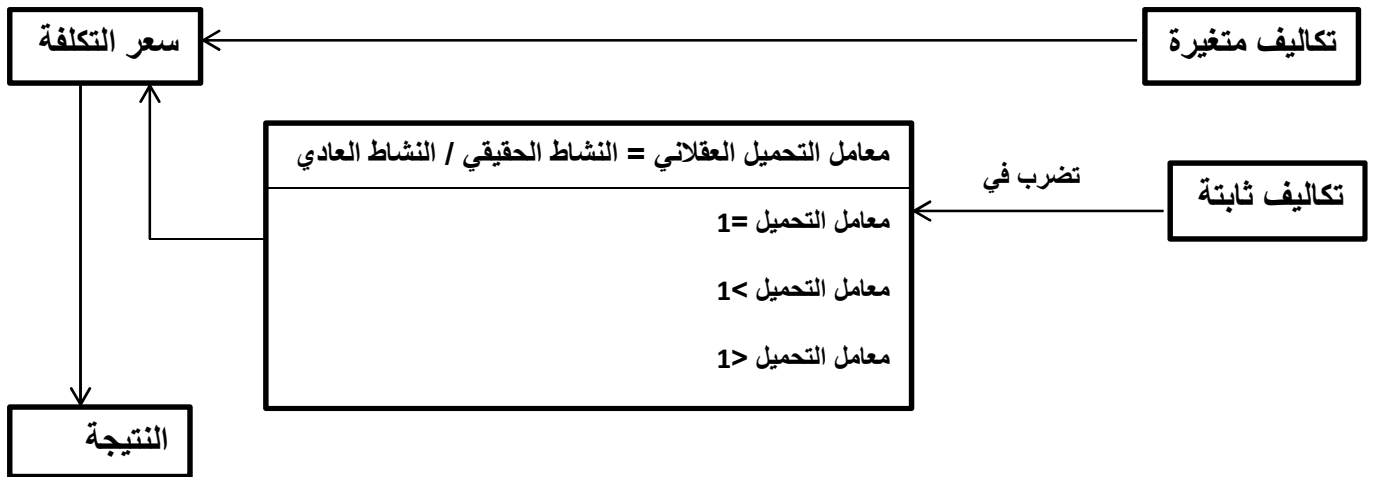 تكاليف متغيرة
سعر التكلفة
معامل التحميل العقلاني = النشاط الحقيقي / النشاط العادي
تضرب في
تكاليف ثابتة
معامل التحميل =1
معامل التحميل >1
معامل التحميل <1
النتيجة